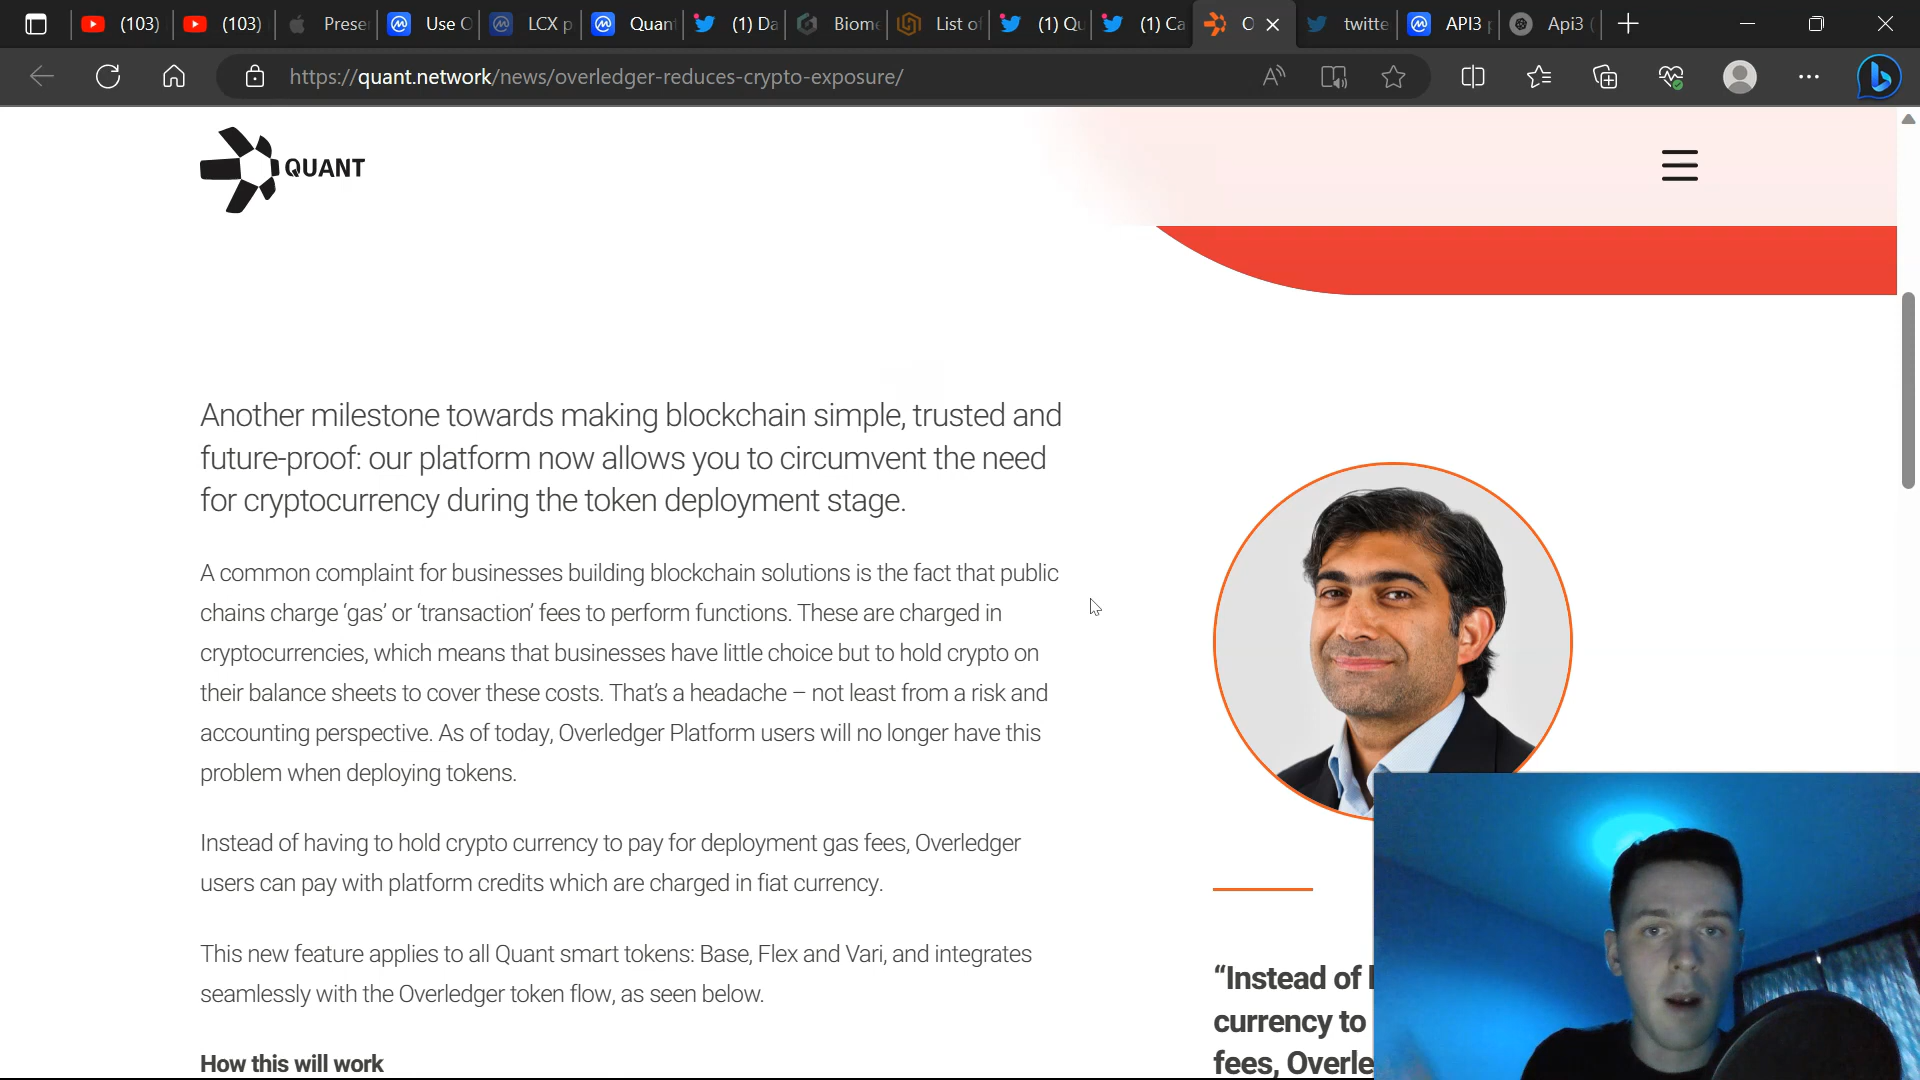 (103)
(103)
Prese
Use O
LCX p
Quant
(1) Da
Biome
List of
(1) Qu
(1) Ca
O
twitte
API3 p
Api3 (
https://quant.network/news/overledger-reduces-crypto-exposure/
QUANT
Another milestone towards making blockchain simple, trusted and
future-proof: our platform now allows you to circumvent the need
for cryptocurrency during the token deployment stage.
A common complaint for businesses building blockchain solutions is the fact that public
chains charge ‘gas’ or ‘transaction’ fees to perform functions. These are charged in
cryptocurrencies, which means that businesses have little choice but to hold crypto on
their balance sheets to cover these costs. That’s a headache – not least from a risk and
accounting perspective. As of today, Overledger Platform users will no longer have this
problem when deploying tokens.
Instead of having to hold crypto currency to pay for deployment gas fees, Overledger
users can pay with platform credits which are charged in fiat currency.
This new feature applies to all Quant smart tokens: Base, Flex and Vari, and integrates
seamlessly with the Overledger token flow, as seen below.
How this will work
“Instead of
currency to
fees, Overle